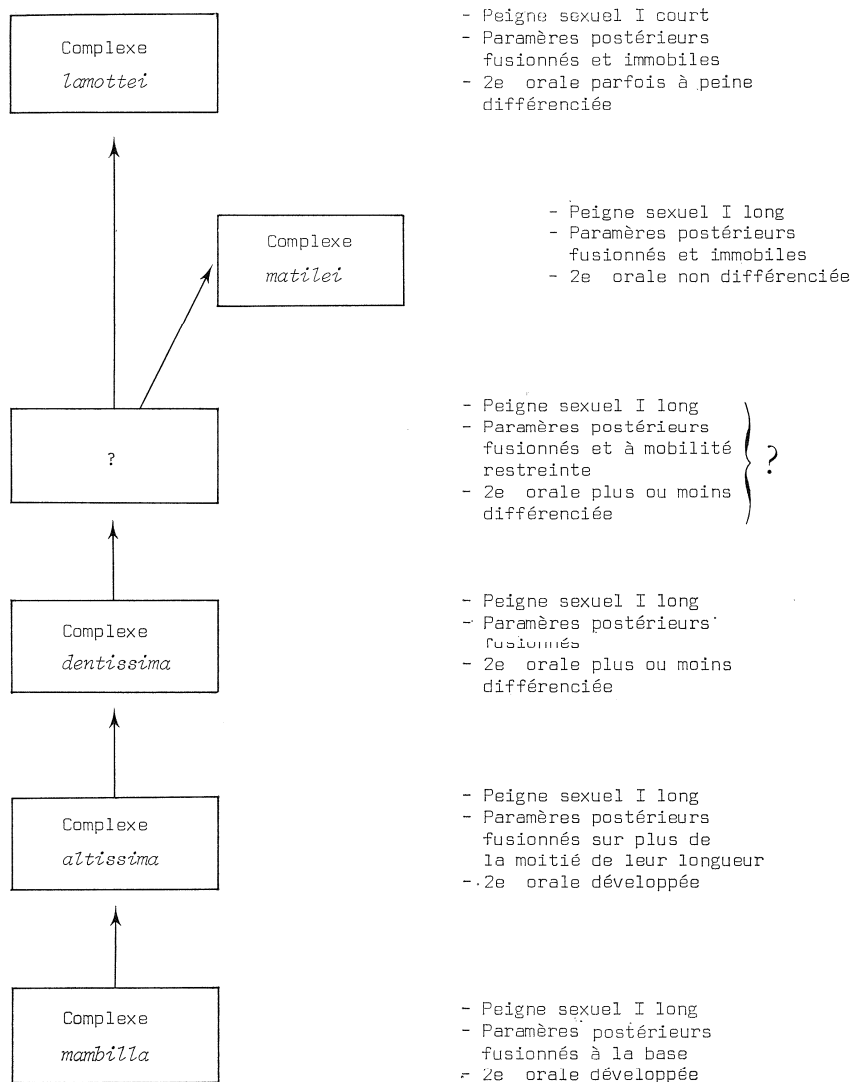 Complexe
lamottei
- Peigne sexuel I court
- Paramères postérieurs
fusionnés et immobiles
- 2e orale parfois à peine
différenciée
Complexe
matilei
- Peigne sexuel I long
- Paramères postérieurs
fusionnés et immobiles
- 2e orale non différenciée
?
- Peigne sexuel I long
- Paramères postérieurs
fusionnés et à mobilité
restreinte
- 2e orale plus ou moins
différenciée
?
Complexe
dentissima
- Peigne sexuel I long
- Paramères postérieurs
fusionnés
- 2e orale plus ou moins
différenciée
Complexe
altissima
- Peigne sexuel I long
- Paramères postérieurs
fusionnés sur plus de
la moitié de leur longueur
- 2e orale développée
Complexe
mambilla
- Peigne sexuel I long
- Paramères postérieurs
fusionnés à la base
- 2e orale développée